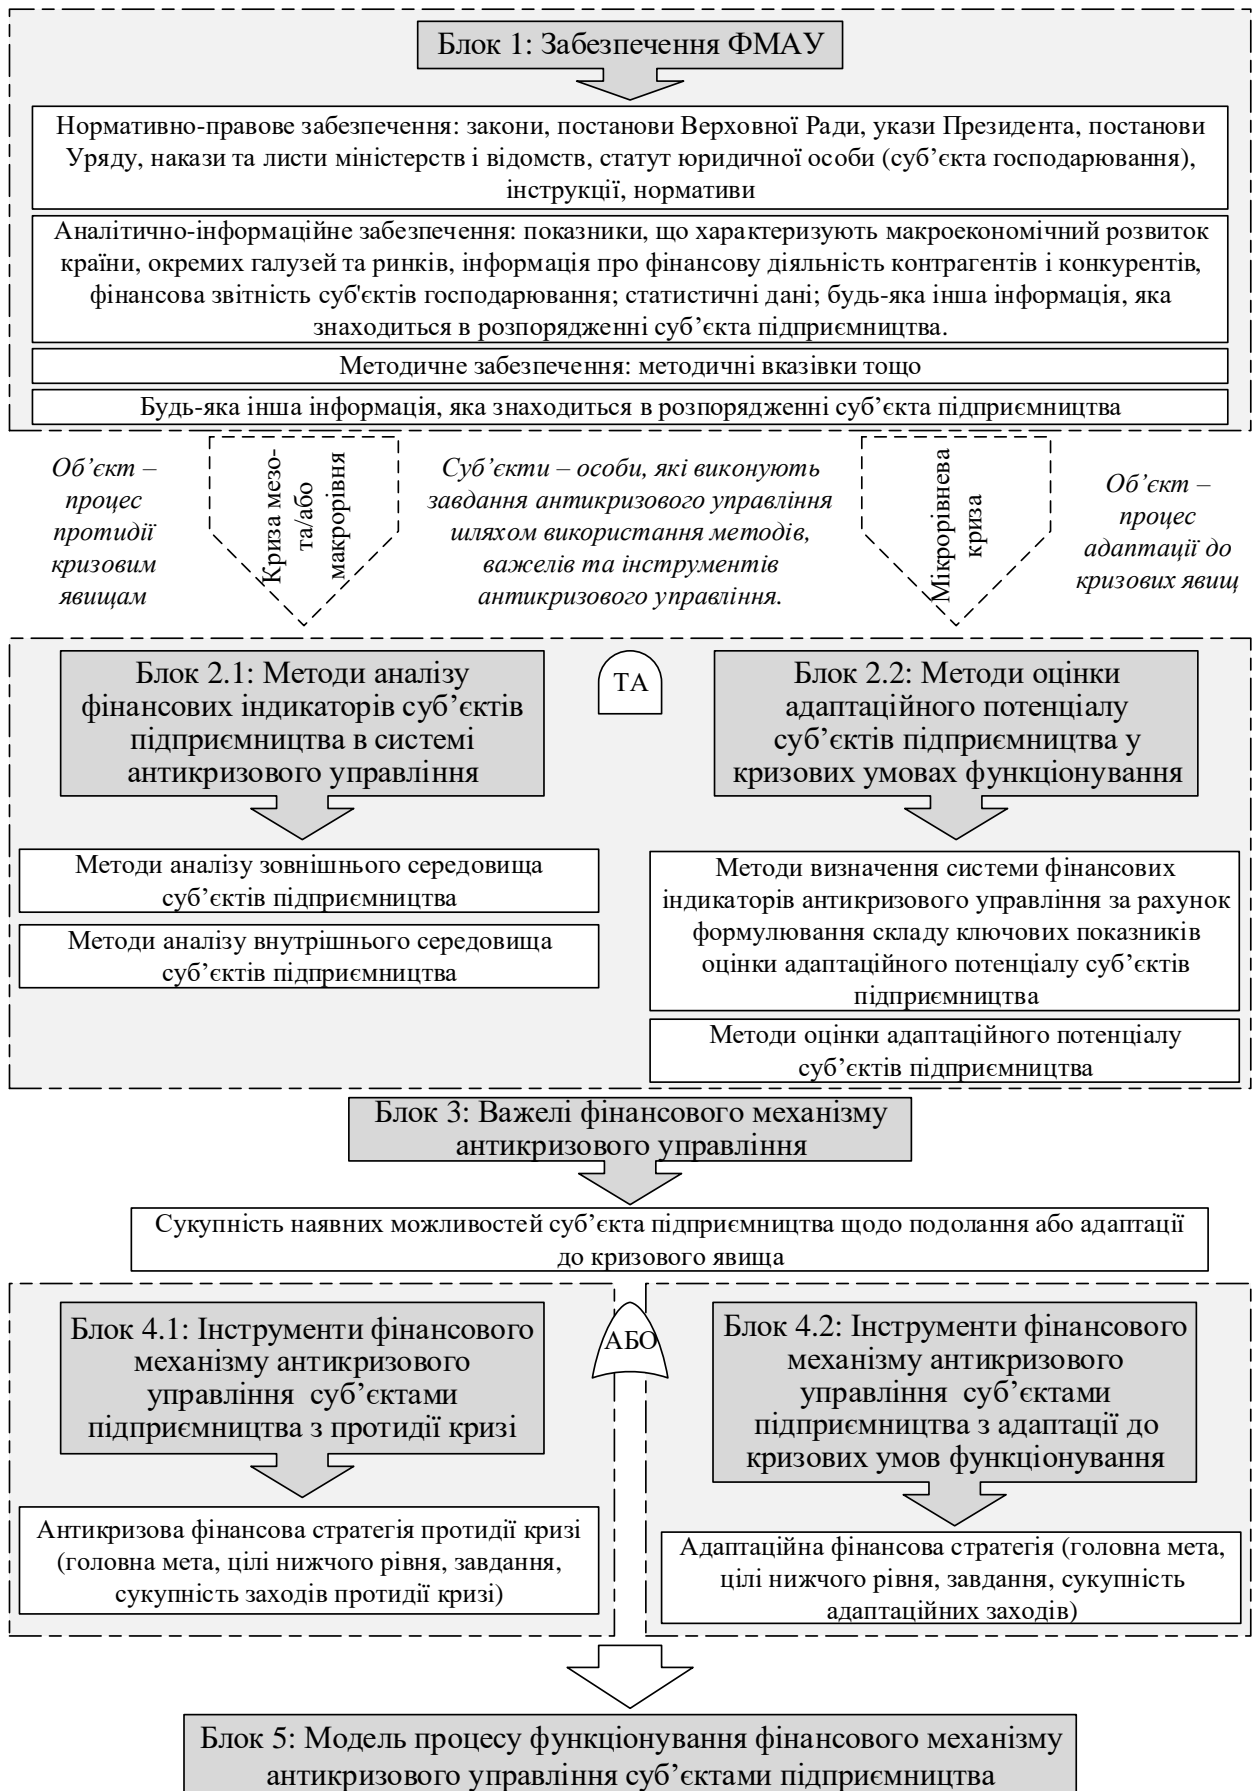 Блок 1: Забезпечення ФМАУ
Нормативно-правове забезпечення: закони, постанови Верховної Ради, укази Президента, постанови
Уряду, накази та листи міністерств і відомств, статут юридичної особи (суб’єкта господарювання),
інструкції, нормативи
Аналітично-інформаційне забезпечення: показники, що характеризують макроекономічний розвиток
країни, окремих галузей та ринків, інформація про фінансову діяльність контрагентів і конкурентів,
фінансова звітність суб'єктів господарювання; статистичні дані; будь-яка інша інформація, яка
знаходиться в розпорядженні суб’єкта підприємництва.
Методичне забезпечення: методичні вказівки тощо
Будь-яка інша інформація, яка знаходиться в розпорядженні суб’єкта підприємництва
Об’єкт –
процес
протидії
кризовим
явищам
Криза мезо-
та/або
макрорівня
Суб’єкти – особи, які виконують
завдання антикризового управління
шляхом використання методів,
важелів та інструментів
антикризового управління.
Мікрорівнева
криза
Об’єкт –
процес
адаптації до
кризових явищ
Блок 2.1: Методи аналізу
фінансових індикаторів суб’єктів
підприємництва в системі
антикризового управління
ТА
Блок 2.2: Методи оцінки
адаптаційного потенціалу
суб’єктів підприємництва у
кризових умовах функціонування
Методи аналізу зовнішнього середовища
суб’єктів підприємництва
Методи аналізу внутрішнього середовища
суб’єктів підприємництва
Методи визначення системи фінансових
індикаторів антикризового управління за рахунок
формулювання складу ключових показників
оцінки адаптаційного потенціалу суб’єктів
підприємництва
Методи оцінки адаптаційного потенціалу
суб’єктів підприємництва
Блок 3: Важелі фінансового механізму
антикризового управління
Сукупність наявних можливостей суб’єкта підприємництва щодо подолання або адаптації
до кризового явища
Блок 4.1: Інструменти фінансового
механізму антикризового
управління суб’єктами
підприємництва з протидії кризі
АБО
Блок 4.2: Інструменти фінансового
механізму антикризового
управління суб’єктами
підприємництва з адаптації до
кризових умов функціонування
Антикризова фінансова стратегія протидії кризі
(головна мета, цілі нижчого рівня, завдання,
сукупність заходів протидії кризі)
Адаптаційна фінансова стратегія (головна мета,
цілі нижчого рівня, завдання, сукупність
адаптаційних заходів)
Блок 5: Модель процесу функціонування фінансового механізму
антикризового управління суб’єктами підприємництва